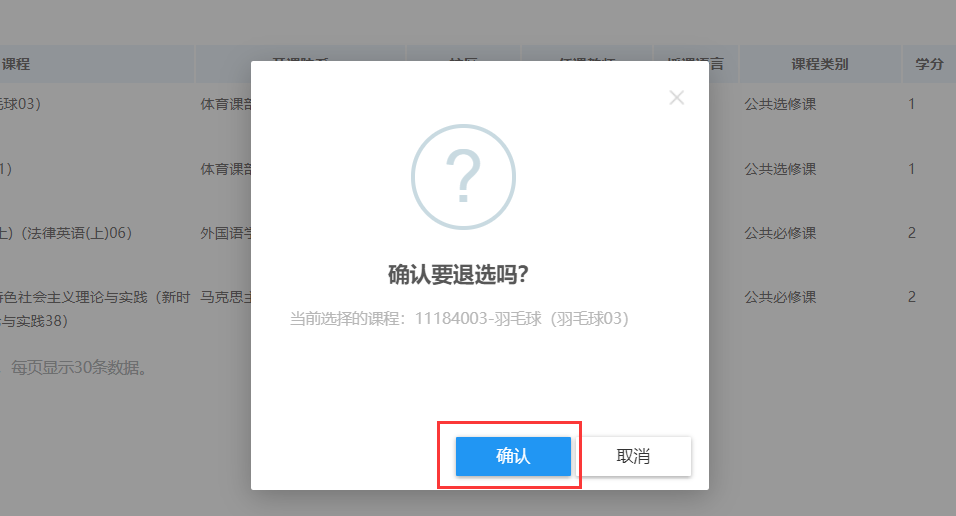 课程 课程类别 学分
毛球03） 体育课部 公共选修课 1
1） 体育课 公共选修课 1
上)（法律英语(上)06） 外国语学 公共必修课 2
特色社会主义理论与实践（新时 马克思主 公共必修课 2
与实践38）
每页显示30条数据。
?
确认要退选吗?
当前选择的课程：11184003-羽毛球（羽毛球03）
确认 取消